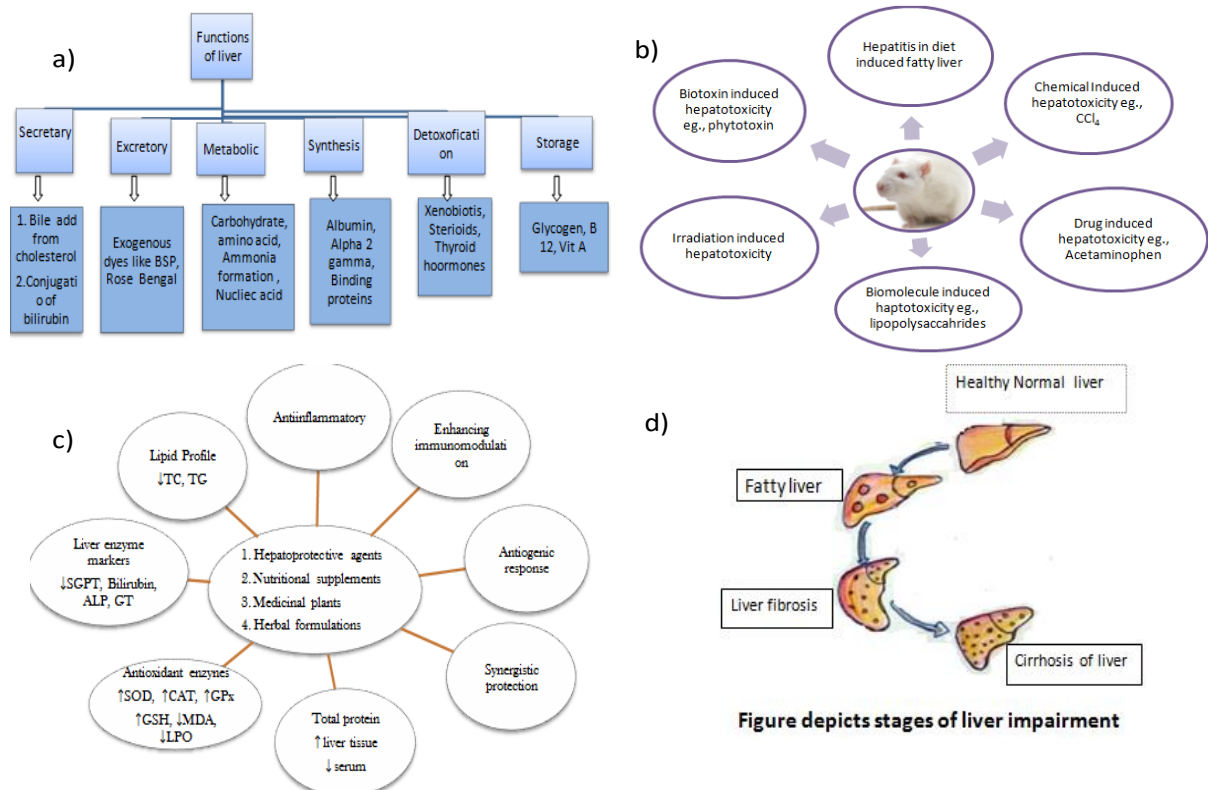 a)
Functions
of liver
Secretary
Excretory
Metabolic
Synthesis
Detoxoficati
on
Storage
1. Bile add
from
cholesterol
2.Conjugati
o of
bilirubin
Exogenous
dyes like BSP,
Rose Bengal
Carbohydrate,
amino acid,
Ammonia
formation ,
Nucliec acid
Albumin,
Alpha 2
gamma,
Binding
proteins
Xenobiotis,
Sterioids,
Thyroid
hoormones
Glycogen, B
12, Vit A
b)
Hepatitis in diet
induced fatty liver
Biotoxin induced
hepatotoxicity
eg., phytotoxin
Chemical Induced
hepatotoxicity eg.,
CCl₄
Irradiation induced
hepatotoxicity
Drug induced
hepatotoxicity eg.,
Acetaminophen
Biomolecule induced
haptotoxicity eg.,
lipopolysaccahrides
c)
Antiinflammatory
Enhancing
immunomodulati
on
Lipid Profile
↓TC, TG
Liver enzyme
markers
↓SGPT, Bilirubin,
ALP, GT
1. Hepatoprotective agents
2. Nutritional supplements
3. Medicinal plants
4. Herbal formulations
Antiogenic
response
Synergistic
protection
Antioxidant enzymes
↑SOD, ↑CAT, ↑GPx
↑GSH, ↓MDA,
↓LPO
Total protein
↑liver tissue
↓ serum
d)
Healthy Normal liver
Fatty liver
Liver fibrosis
Cirrhosis of liver
Figure depicts stages of liver impairment